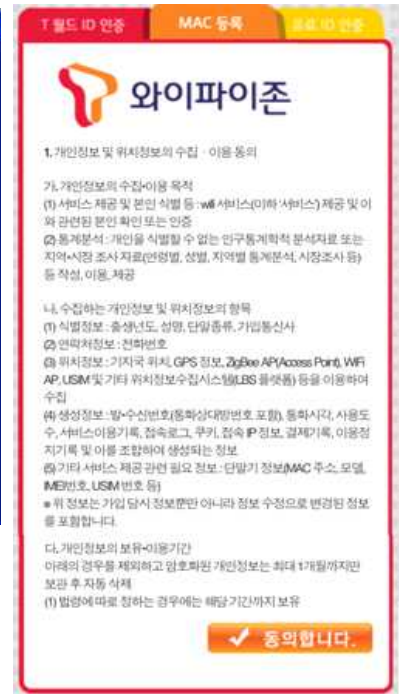 T 월드 ID 인증
MAC 등록
와이파이존
1. 개인정보 및 위치정보의 수집 · 이용 동의
가. 개인정보의 수집•이용 목적
(1) 서비스 제공 및 본인 식별 등 : wifi 서비스(이하 '서비스') 제공 및 이
와 관련된 본인 확인 또는 인증
(2) 통계분석 : 개인을 식별할 수 없는 인구통계학적 분석자료 또는
지역•시장 조사 자료(연령별, 성별, 지역별 통계분석, 시장조사 등)
등 작성, 이용, 제공
나. 수집하는 개인정보 및 위치정보의 항목
(1) 식별정보 : 출생년도, 성명, 단말종류, 가입통신사
(2) 연락처정보 : 전화번호
(3) 위치정보 : 기지국 위치, GPS 정보, ZigBee AP(Access Point), WIFI
AP, USIM 및 기타 위치정보수집시스템(LBS 플랫폼) 등을 이용하여
수집
(4) 생성정보 : 발•수신번호(통화상대방번호 포함), 통화시각, 사용도
수, 서비스이용기록, 접속로그, 쿠키, 접속 IP 정보, 결제기록, 이용정
지기록 및 이를 조합하여 생성되는 정보
(5) 기타 서비스 제공 관련 필요 정보 : 단말기 정보(MAC 주소, 모델,
IMEI번호, USIM 번호 등)
※ 위 정보는 가입 당시 정보뿐만 아니라 정보 수정으로 변경된 정보
를 포함합니다.
다. 개인정보의 보유•이용기간
아래의 경우를 제외하고 암호화된 개인정보는 최대 1개월까지만
보관 후 자동 삭제
(1) 법령에 따로 정하는 경우에는 해당 기간까지 보유
동의합니다.